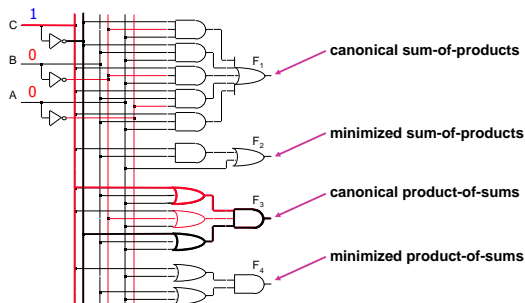 C 1
canonical sum-of-products
B 0
F1
A 0
minimized sum-of-products
F2
canonical product-of-sums
F3
minimized product-of-sums
F4